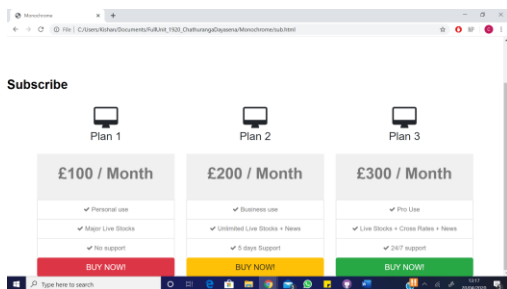 Monochrome
File | C:/Users/Kishan/Documents/FullUnit_1920_ChathurangaDayasena/Monochrome/sub.html
Subscribe
Plan 1 Plan 2 Plan 3
£100 / Month £200 / Month £300 / Month
✔ Personal use ✔ Business use ✔ Pro Use
✔ Major Live Stocks ✔ Unlimited Live Stocks + News ✔ Live Stocks + Cross Rates + News
✔ No support ✔ 5 days Support ✔ 24/7 support
BUY NOW! BUY NOW! BUY NOW!
Type here to search